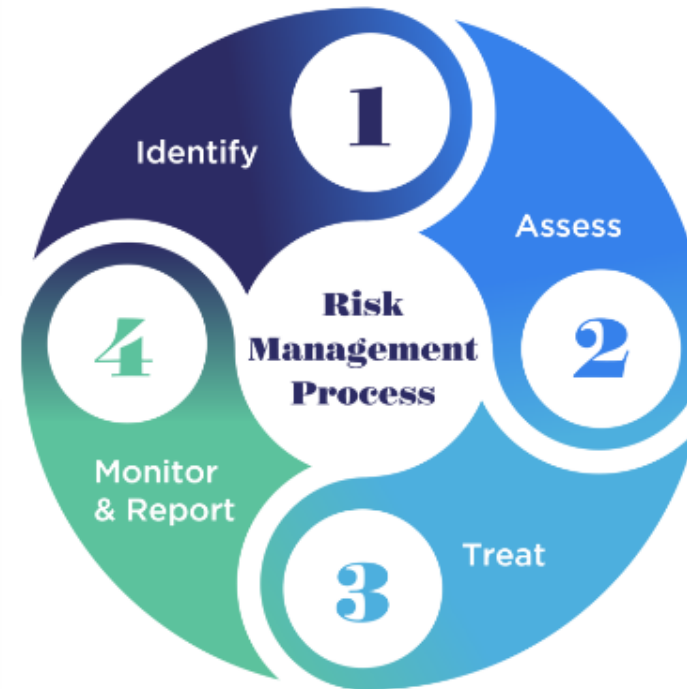 1
Identify
Assess
2
Risk
Management
Process
4
Monitor
& Report
3
Treat